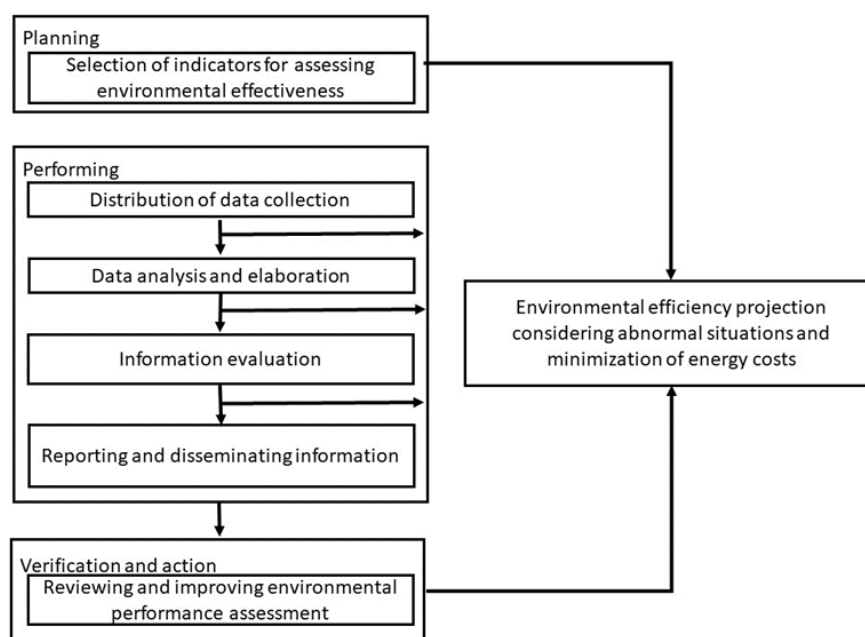 Planning
Selection of indicators for assessing
environmental effectiveness
Performing
Distribution of data collection
Data analysis and elaboration
Information evaluation
Reporting and disseminating information
Verification and action
Reviewing and improving environmental
performance assessment
Environmental efficiency projection
considering abnormal situations and
minimization of energy costs